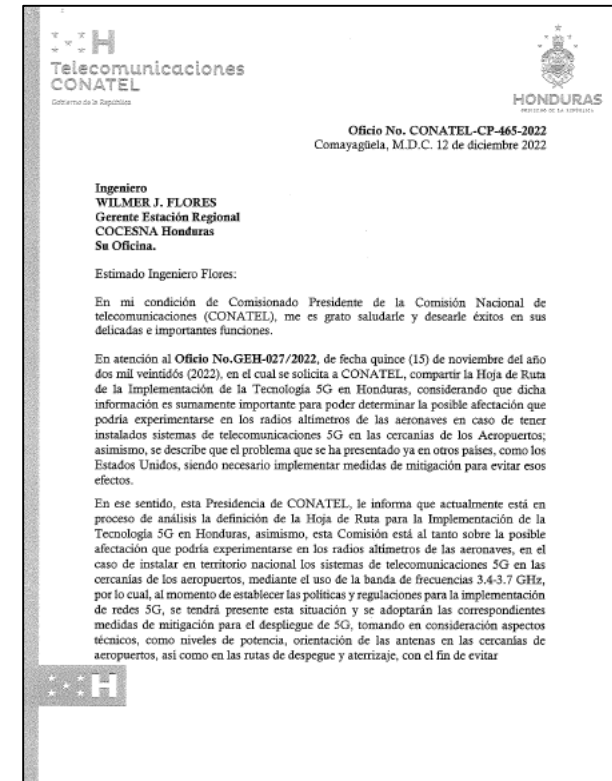 H
Telecomunicaciones
CONATEL
Gobierno de la República
HONDURAS
GOBIERNO DE LA REPÚBLICA
Oficio No. CONATEL-CP-465-2022
Comayagüela, M.D.C. 12 de diciembre 2022
Ingeniero
WILMER J. FLORES
Gerente Estación Regional
COCESNA Honduras
Su Oficina.
Estimado Ingeniero Flores:
En mi condición de Comisionado Presidente de la Comisión Nacional de
telecomunicaciones (CONATEL), me es grato saludarle y desearle éxitos en sus
delicadas e importantes funciones.
En atención al Oficio No.GEH-027/2022, de fecha quince (15) de noviembre del año
dos mil veintidós (2022), en el cual se solicita a CONATEL, compartir la Hoja de Ruta
de la Implementación de la Tecnología 5G en Honduras, considerando que dicha
información es sumamente importante para poder determinar la posible afectación que
podría experimentarse en los radios altímetros de las aeronaves en caso de tener
instalados sistemas de telecomunicaciones 5G en las cercanías de los Aeropuertos;
asimismo, se describe que el problema que se ha presentado ya en otros países, como los
Estados Unidos, siendo necesario implementar medidas de mitigación para evitar esos
efectos.
En ese sentido, esta Presidencia de CONATEL, le informa que actualmente está en
proceso de análisis la definición de la Hoja de Ruta para la Implementación de la
Tecnología 5G en Honduras, asimismo, esta Comisión está al tanto sobre la posible
afectación que podría experimentarse en los radios altímetros de las aeronaves, en el
caso de instalar en territorio nacional los sistemas de telecomunicaciones 5G en las
cercanías de los aeropuertos, mediante el uso de la banda de frecuencias 3.4-3.7 GHz,
por lo cual, al momento de establecer las políticas y regulaciones para la implementación
de redes 5G, se tendrá presente esta situación y se adoptarán las correspondientes
medidas de mitigación para el despliegue de 5G, tomando en consideración aspectos
técnicos, como niveles de potencia, orientación de las antenas en las cercanías de
aeropuertos, así como en las rutas de despegue y aterrizaje, con el fin de evitar
H